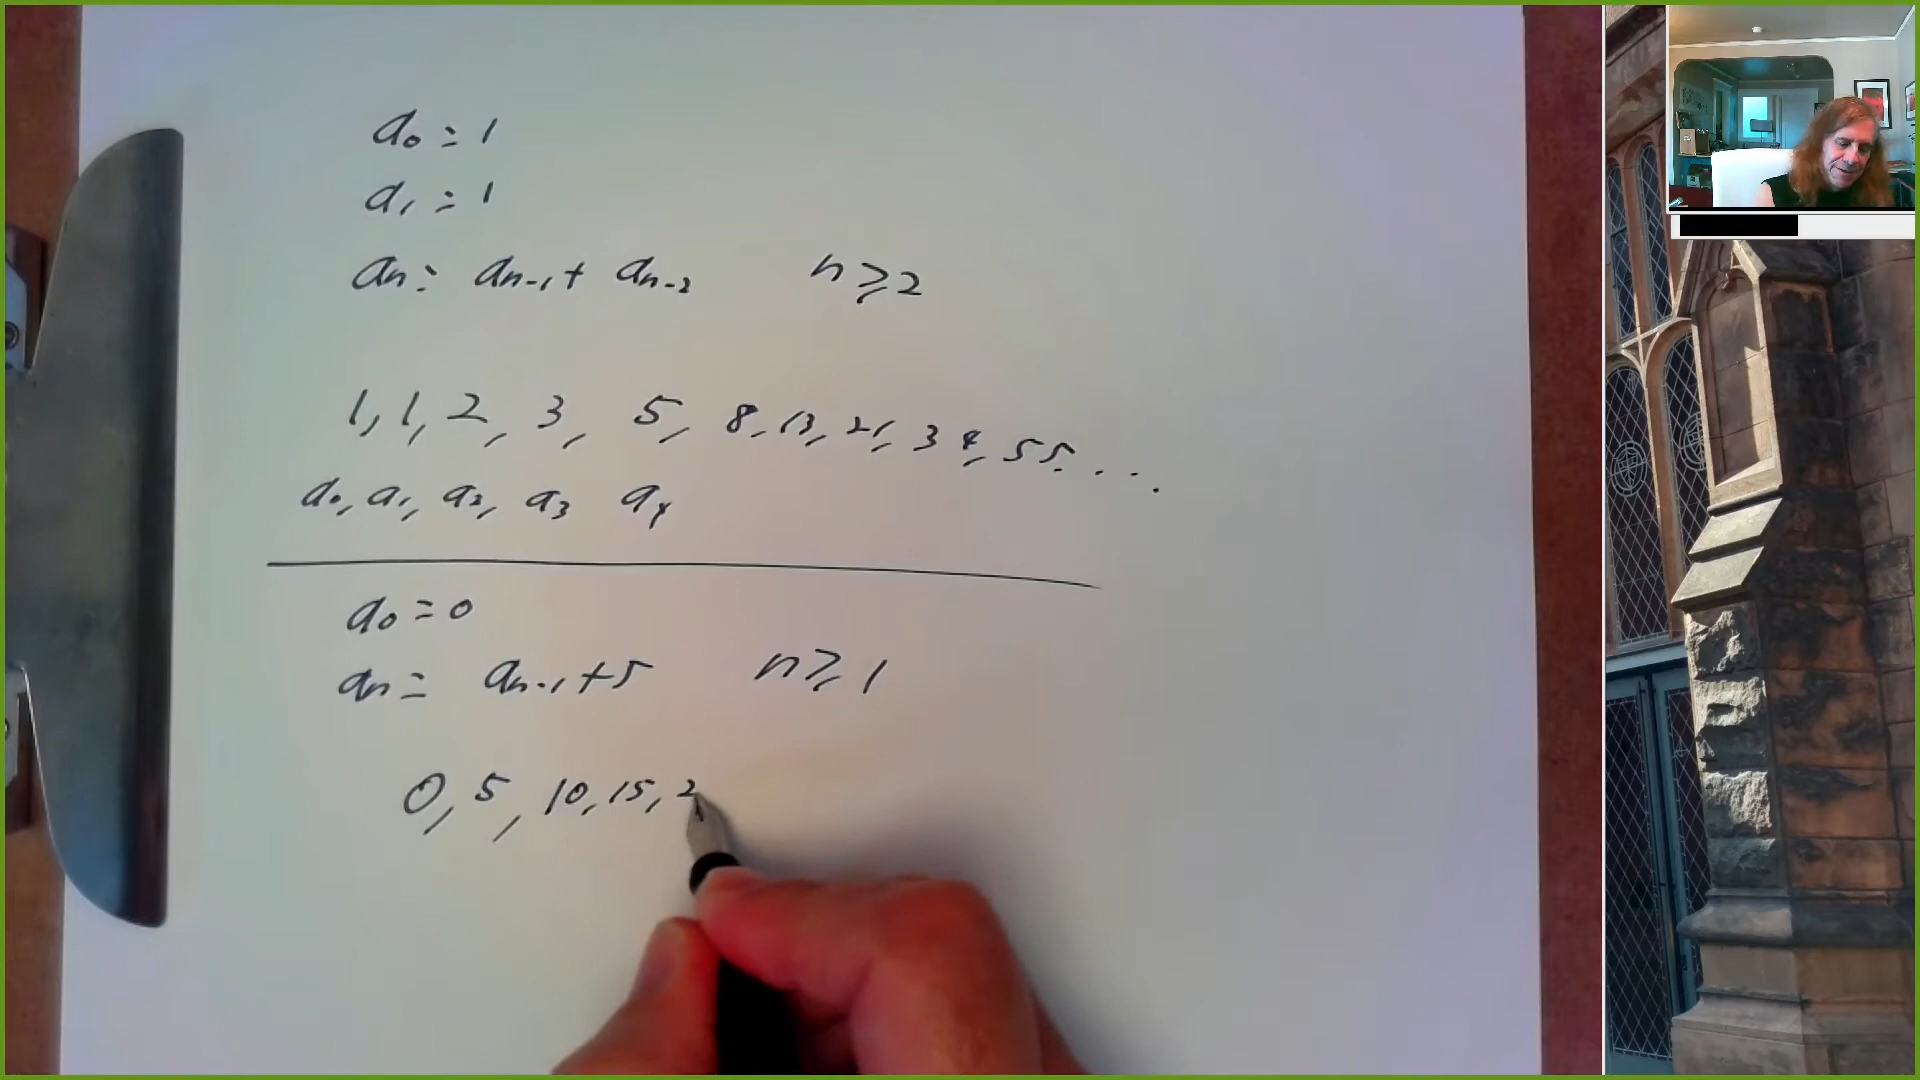 a₀ = 1
a₁ = 1
aₙ = aₙ₋₁ + aₙ₋₂ n ≥ 2
1, 1, 2, 3, 5, 8, 13, 21, 34, 55, ...
a₀, a₁, a₂, a₃ a₄
a₀ = 0
aₙ = aₙ₋₁ + 5 n ≥ 1
0, 5, 10, 15, 2